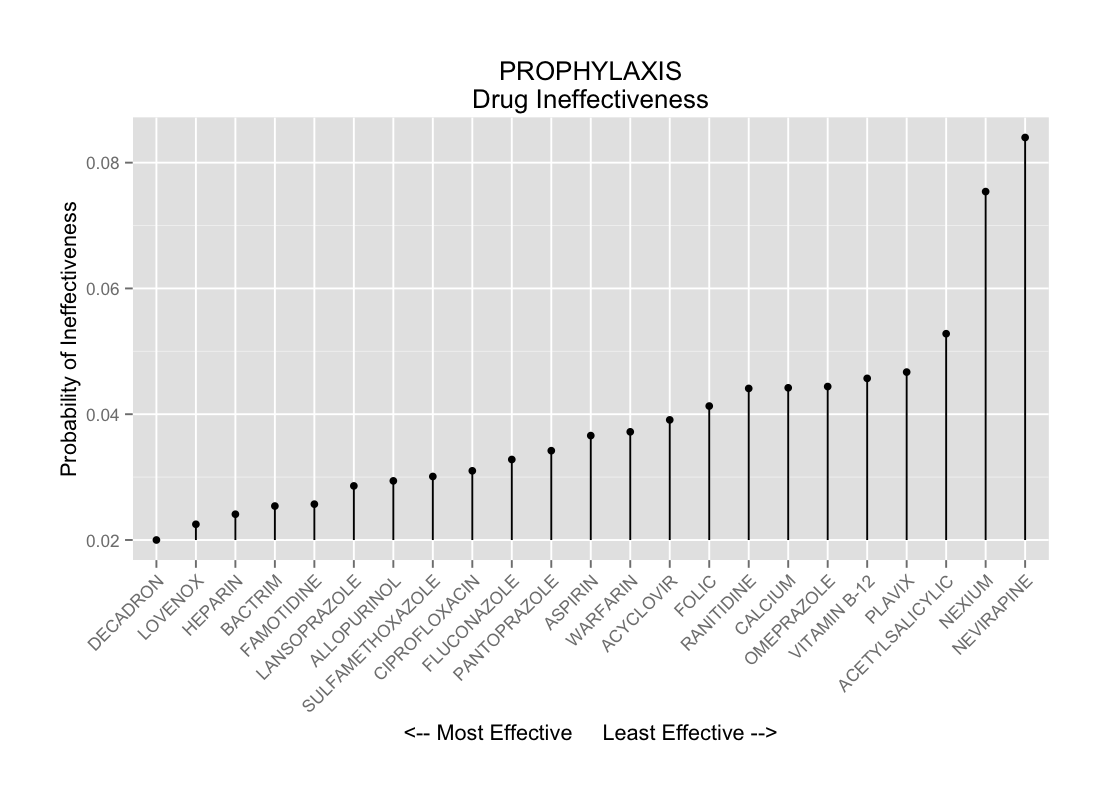 PROPHYLAXIS
Drug Ineffectiveness
Probability of Ineffectiveness
0.08
0.06
0.04
0.02
DECADRON
LOVENOX
HEPARIN
BACTRIM
FAMOTIDINE
LANSOPRAZOLE
ALLOPURINOL
SULFAMETHOXAZOLE
CIPROFLOXACIN
FLUCONAZOLE
PANTOPRAZOLE
ASPIRIN
WARFARIN
ACYCLOVIR
FOLIC
RANITIDINE
CALCIUM
OMEPRAZOLE
VITAMIN B-12
PLAVIX
ACETYLSALICYLIC
NEXIUM
NEVIRAPINE
<-- Most Effective     Least Effective -->